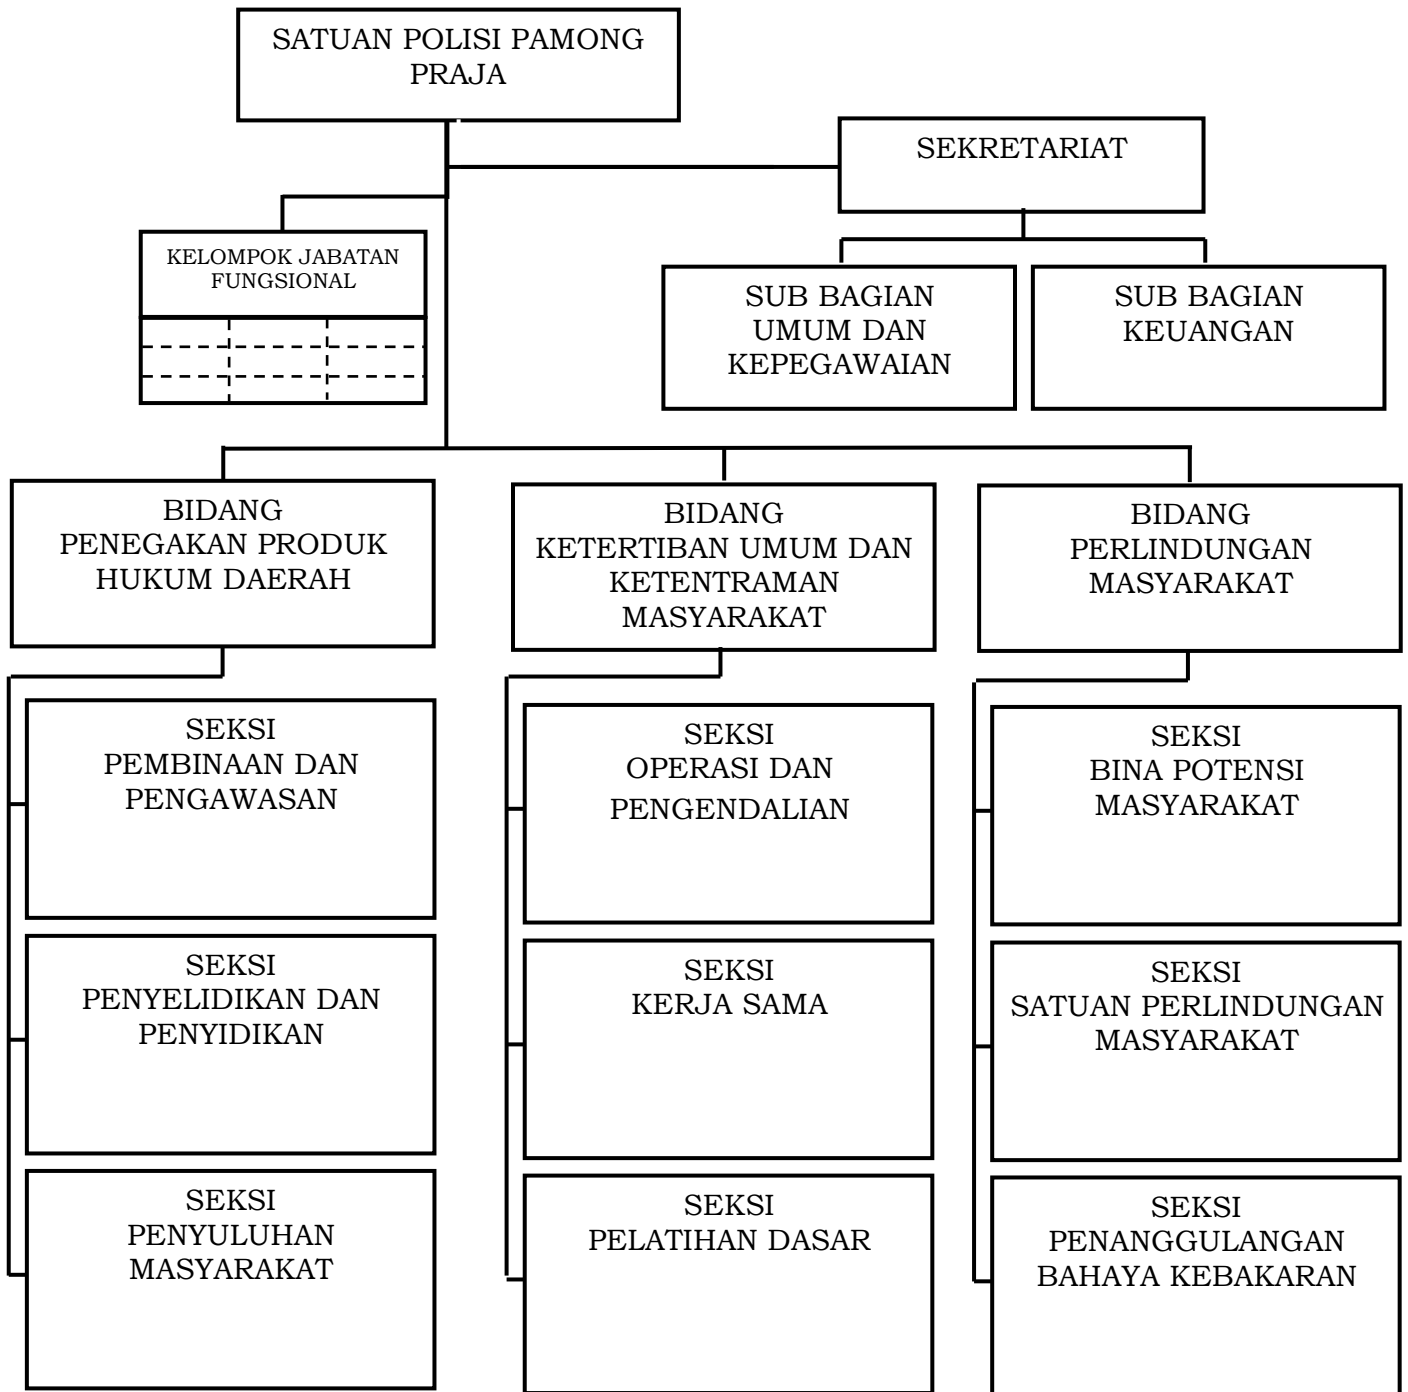 SATUAN POLISI PAMONG
PRAJA
SEKRETARIAT
KELOMPOK JABATAN
FUNGSIONAL
SUB BAGIAN
UMUM DAN
KEPEGAWAIAN
SUB BAGIAN
KEUANGAN
BIDANG
PENEGAKAN PRODUK
HUKUM DAERAH
BIDANG
KETERTIBAN UMUM DAN
KETENTRAMAN
MASYARAKAT
BIDANG
PERLINDUNGAN
MASYARAKAT
SEKSI
PEMBINAAN DAN
PENGAWASAN
SEKSI
OPERASI DAN
PENGENDALIAN
SEKSI
BINA POTENSI
MASYARAKAT
SEKSI
PENYELIDIKAN DAN
PENYIDIKAN
SEKSI
KERJA SAMA
SEKSI
SATUAN PERLINDUNGAN
MASYARAKAT
SEKSI
PENYULUHAN
MASYARAKAT
SEKSI
PELATIHAN DASAR
SEKSI
PENANGGULANGAN
BAHAYA KEBAKARAN